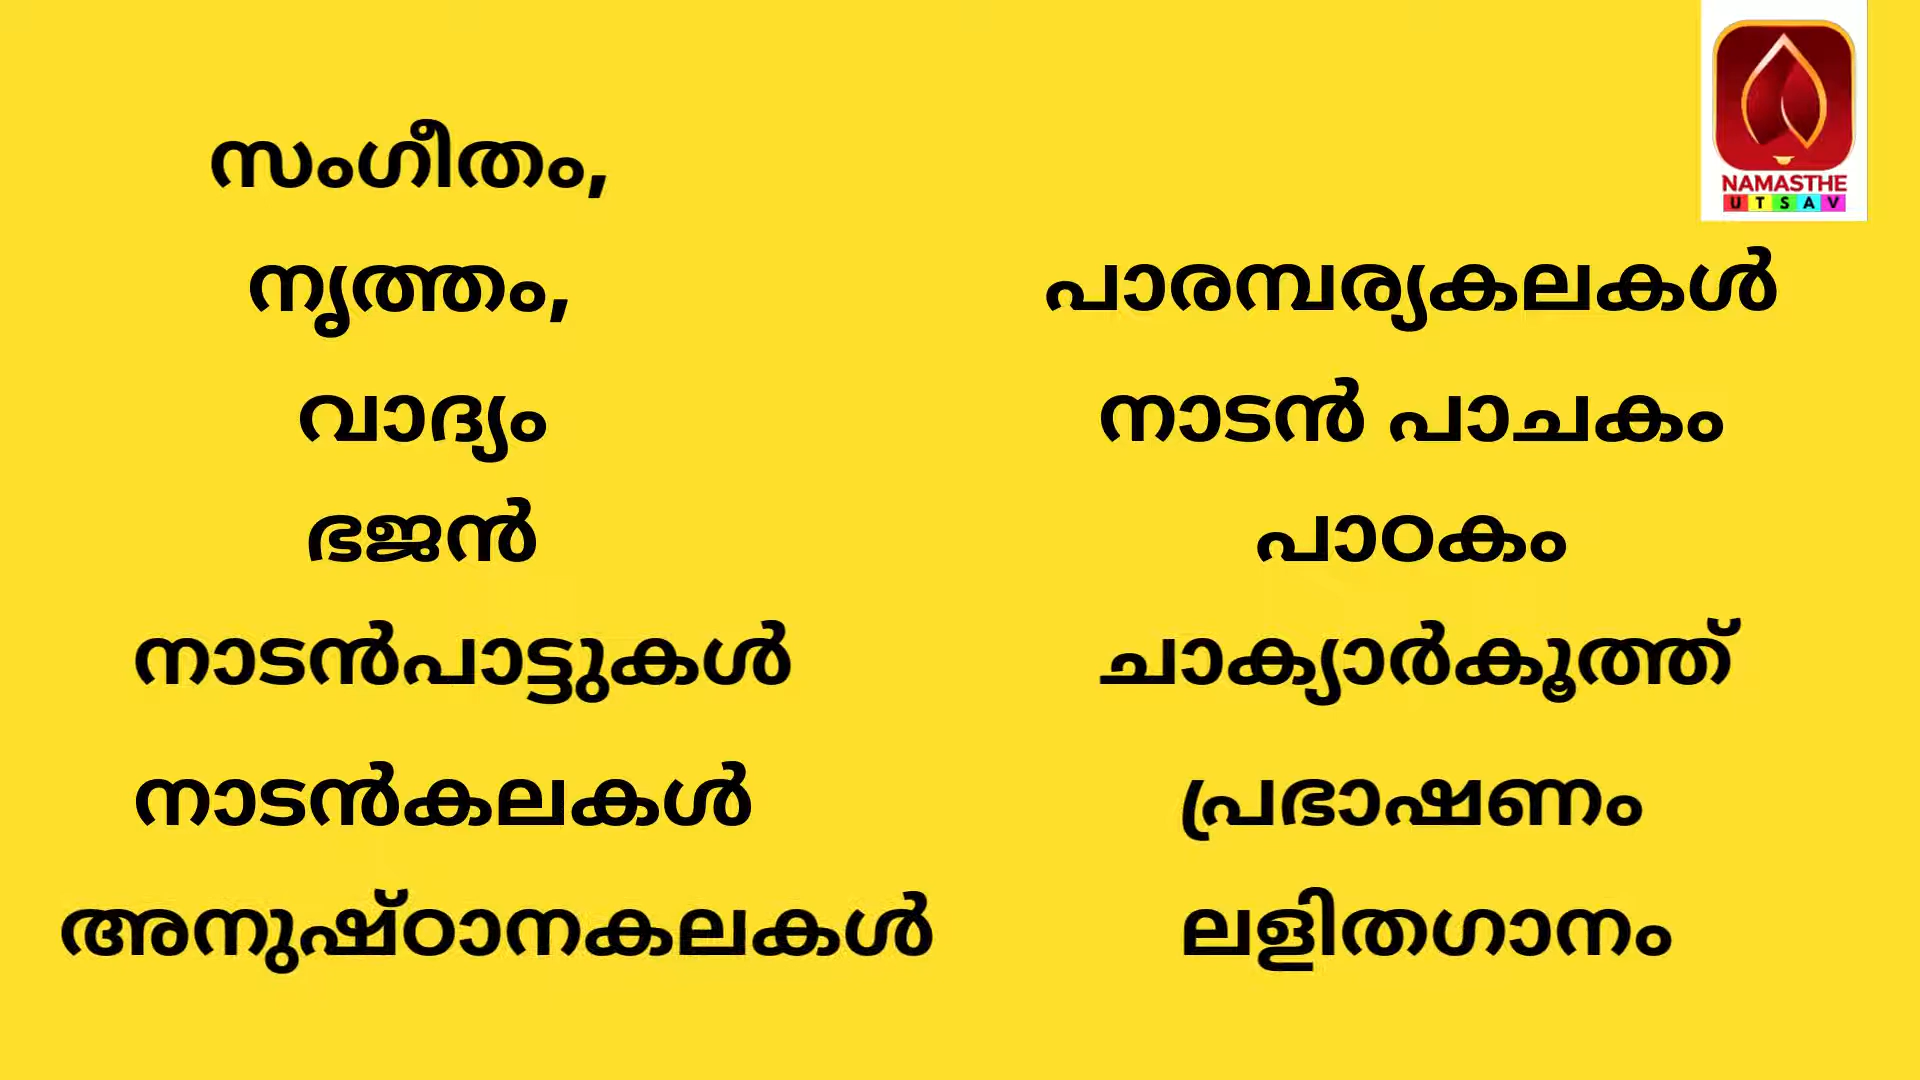 സംഗീതം,
നൃത്തം,
വാദ്യം
ഭജൻ
നാടൻപാട്ടുകൾ
നാടൻകലകൾ
അനുഷ്ഠാനകലകൾ
പാരമ്പര്യകലകൾ
നാടൻ പാചകം
പാഠകം
ചാക്യാർകൂത്ത്
പ്രഭാഷണം
ലളിതഗാനം
NAMASTHE
UTSAV